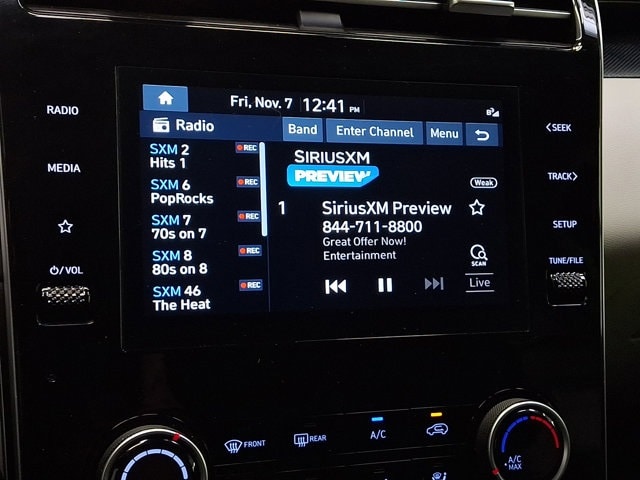 Fri, Nov. 7 12:41 PM
Radio Band Enter Channel Menu
SXM 2 REC
Hits 1
SXM 6 REC
PopRocks
SXM 7 REC
70s on 7
SXM 8 REC
80s on 8
SXM 46 REC
The Heat
SIRIUSXM
PREVIEW
Weak
1 SiriusXM Preview
844-711-8800
Great Offer Now!
Entertainment
SCAN
Live
RADIO
MEDIA
/VOL
<SEEK
TRACK>
SETUP
TUNE/FILE
FRONT
REAR
A/C
A/C
MAX